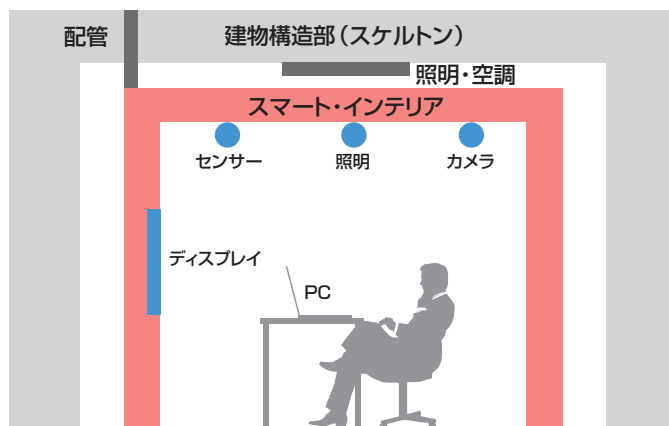 配管
建物構造部(スケルトン)
照明・空調
スマート・インテリア
センサー
照明
カメラ
ディスプレイ
PC